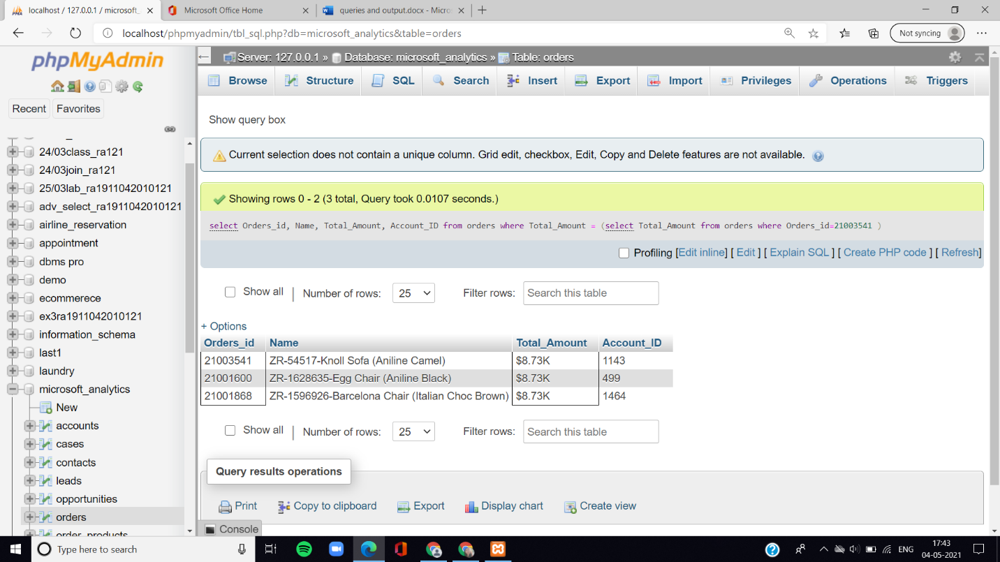 localhost / 127.0.0.1 / microsoft_
Microsoft Office Home
queries and output.docx - Micro
localhost/phpmyadmin/tbl_sql.php?db=microsoft_analytics&table=orders
Not syncing
phpMyAdmin
Recent
Favorites
24/03class_ra121
24/03join_ra121
25/03lab_ra1911042010121
adv_select_ra1911042010121
airline_reservation
appointment
dbms pro
demo
ecommerece
ex3ra1911042010121
information_schema
last1
laundry
microsoft_analytics
New
accounts
cases
contacts
leads
opportunities
orders
order_products
Server: 127.0.0.1 » Database: microsoft_analytics » Table: orders
Browse Structure SQL Search Insert Export Import Privileges Operations Triggers
Show query box
Current selection does not contain a unique column. Grid edit, checkbox, Edit, Copy and Delete features are not available.
Showing rows 0 - 2 (3 total, Query took 0.0107 seconds.)
select Orders_id, Name, Total_Amount, Account_ID from orders where Total_Amount = (select Total_Amount from orders where Orders_id=21003541 )
Profiling [Edit inline] [ Edit ] [ Explain SQL ] [ Create PHP code ] [ Refresh]
Show all | Number of rows: 25 Filter rows: Search this table
+ Options
Orders_id Name Total_Amount Account_ID
21003541 ZR-54517-Knoll Sofa (Aniline Camel) $8.73K 1143
21001600 ZR-1628635-Egg Chair (Aniline Black) $8.73K 499
21001868 ZR-1596926-Barcelona Chair (Italian Choc Brown) $8.73K 1464
Show all | Number of rows: 25 Filter rows: Search this table
Query results operations
Print Copy to clipboard Export Display chart Create view
Console
Type here to search
ENG
17:43
04-05-2021